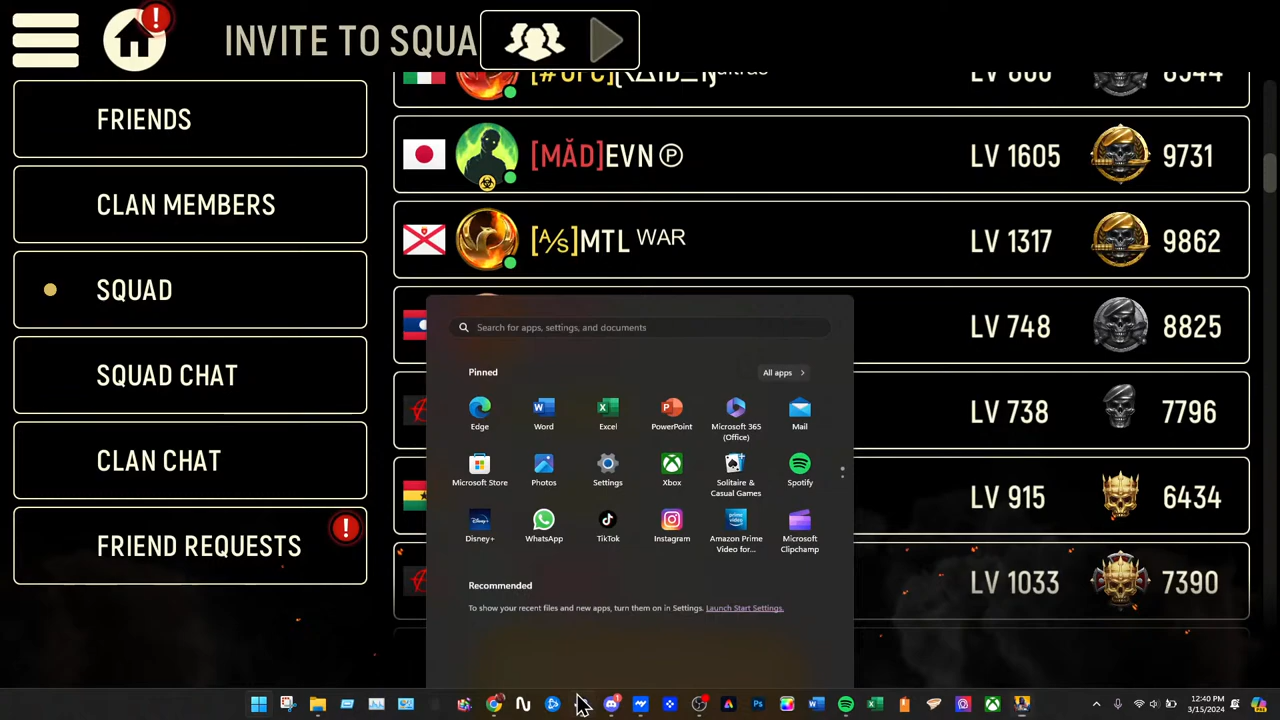 INVITE TO SQUA
FRIENDS
CLAN MEMBERS
SQUAD
SQUAD CHAT
CLAN CHAT
FRIEND REQUESTS
[MĂD]EVN Ⓟ LV 1605 9731
[A/s]MTL WAR LV 1317 9862
LV 748 8825
LV 738 7796
LV 915 6434
LV 1033 7390
Search for apps, settings, and documents
Pinned
All apps >
Edge Word Excel PowerPoint Microsoft 365 (Office) Mail
Microsoft Store Photos Settings Xbox Solitaire & Casual Games Spotify
Disney+ WhatsApp TikTok Instagram Amazon Prime Video for... Microsoft Clipchamp
Recommended
To show your recent files and new apps, turn them on in Settings. Launch Start Settings.
12:40 PM
3/15/2024